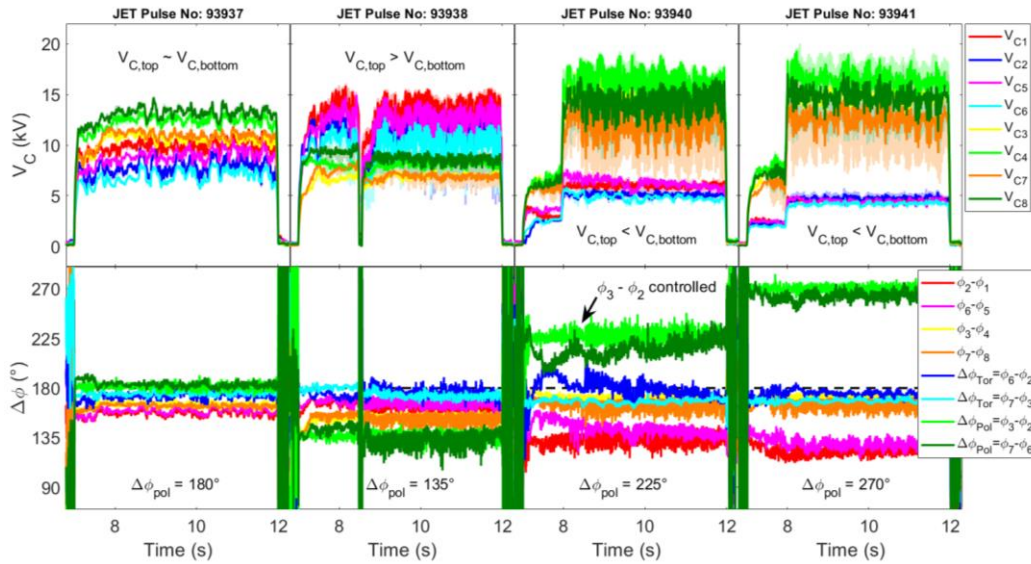 JET Pulse No: 93937 JET Pulse No: 93938 JET Pulse No: 93940 JET Pulse No: 93941
V_C (kV)
20
15
10
5
0
V_C,top ~ V_C,bottom
V_C,top > V_C,bottom
V_C,top < V_C,bottom
V_C,top < V_C,bottom
V_C1
V_C2
V_C5
V_C6
V_C3
V_C4
V_C7
V_C8
Δϕ (°)
270
225
180
135
90
ϕ_3 - ϕ_2 controlled
ϕ_2-ϕ_1
ϕ_6-ϕ_5
ϕ_3-ϕ_4
ϕ_7-ϕ_8
Δϕ_Tor=ϕ_6-ϕ_2
Δϕ_Tor=ϕ_7-ϕ_3
Δϕ_Pol=ϕ_3-ϕ_2
Δϕ_Pol=ϕ_7-ϕ_6
Δϕ_pol = 180° Δϕ_pol = 135° Δϕ_pol = 225° Δϕ_pol = 270°
8 10 12 8 10 12 8 10 12 8 10 12
Time (s) Time (s) Time (s) Time (s)